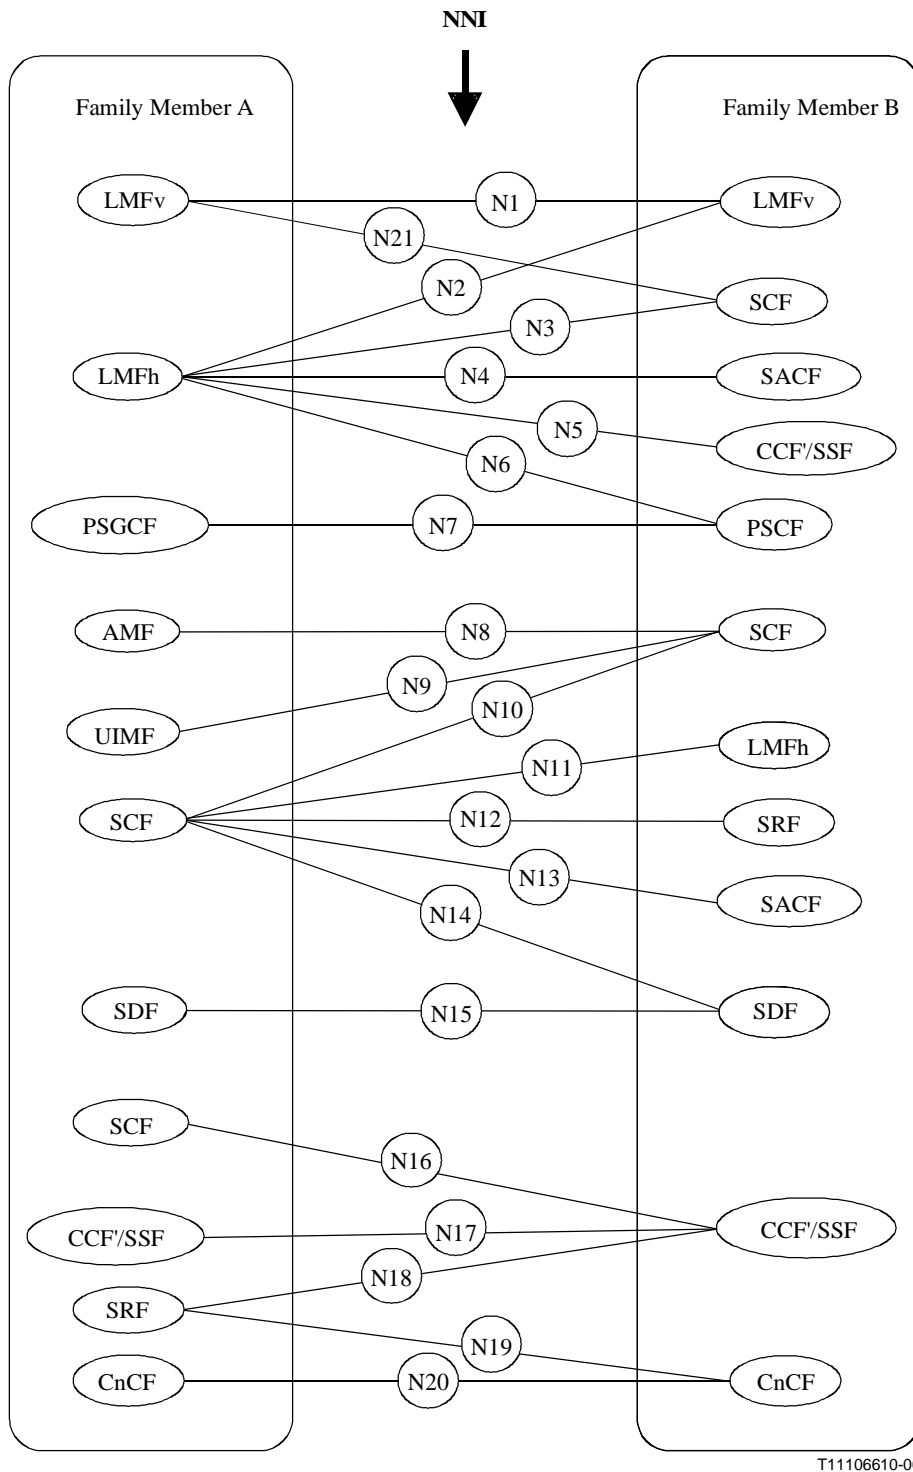 NNI
Family Member A
Family Member B
LMFv
N1
LMFv
N21
N2
SCF
N3
LMFh
N4
SACF
N5
CCF'/SSF
N6
PSGCF
N7
PSCF
AMF
N8
SCF
N9
N10
UIMF
LMFh
N11
SCF
N12
SRF
N13
SACF
N14
SDF
N15
SDF
SCF
N16
CCF'/SSF
N17
CCF'/SSF
N18
SRF
N19
CnCF
N20
CnCF